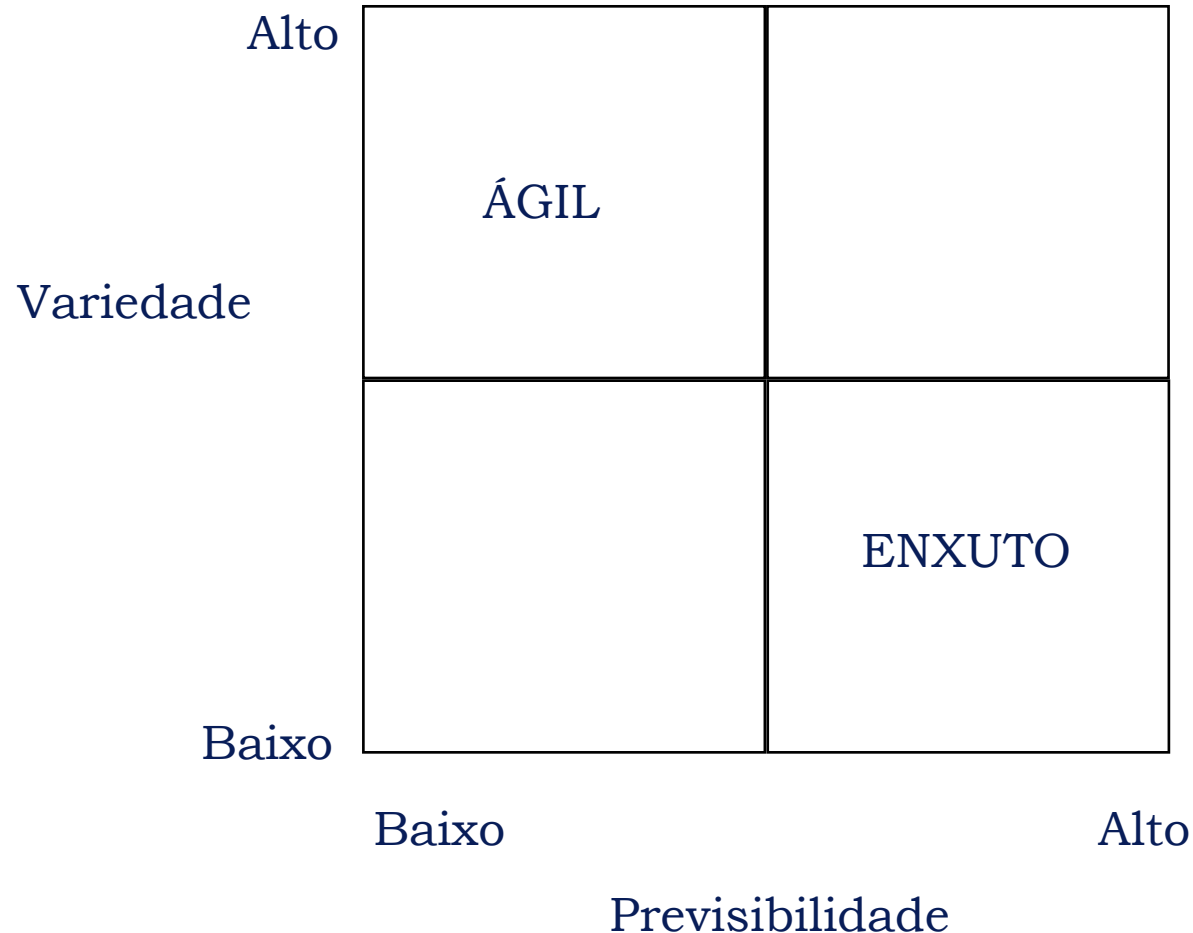 Alto
ÁGIL
Variedade
ENXUTO
Baixo
Baixo
Alto
Previsibilidade